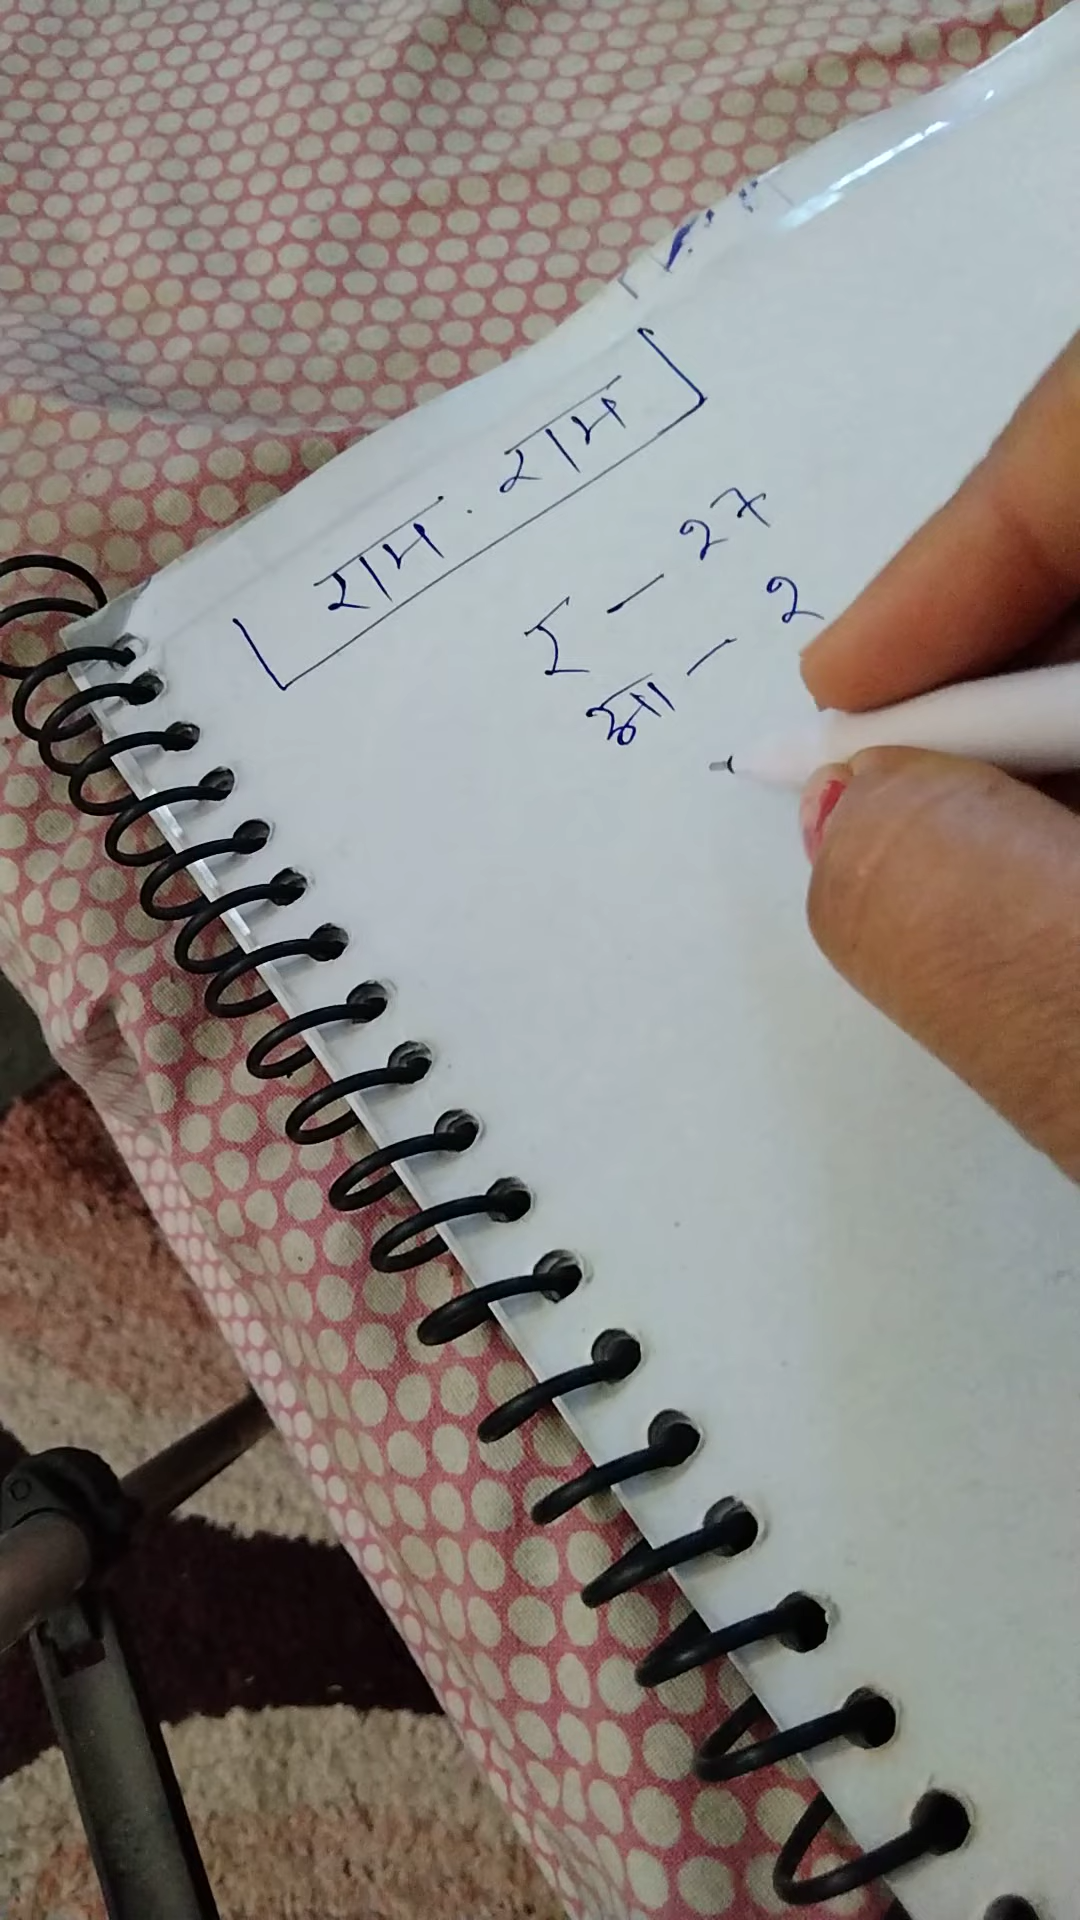 राम . राम
र — 27
आ — 2